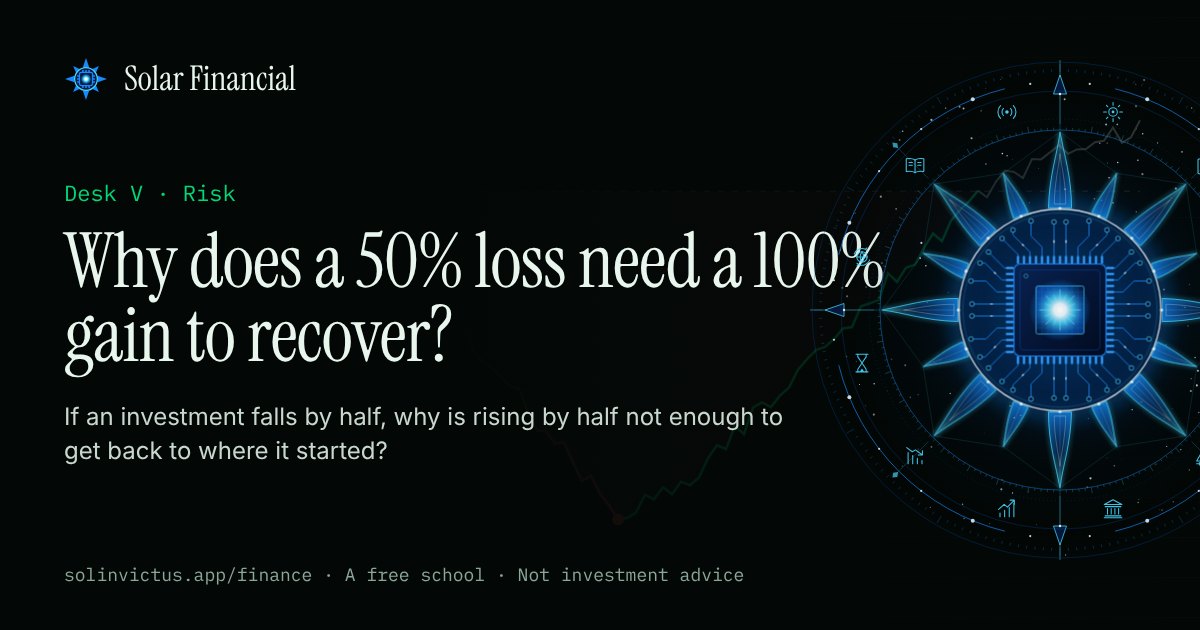 Solar Financial
Desk V · Risk
Why does a 50% loss need a 100%
gain to recover?
If an investment falls by half, why is rising by half not enough to
get back to where it started?
solinvictus.app/finance · A free school · Not investment advice